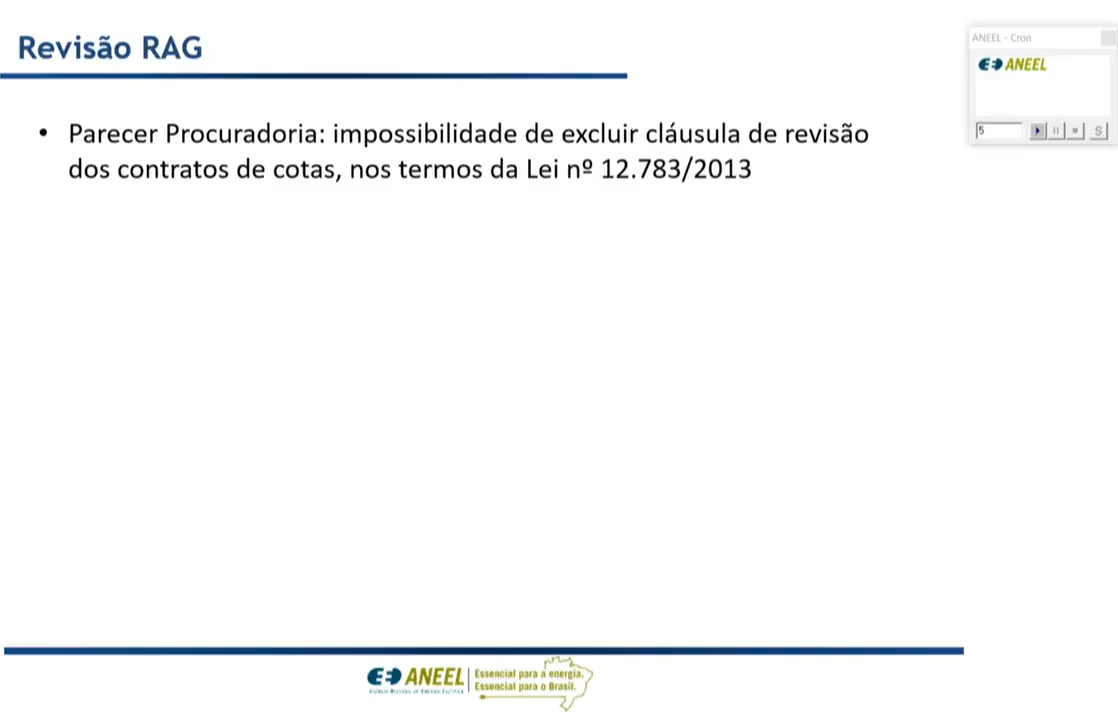 Revisão RAG
ANEEL - Cron
ANEEL
5
S
• Parecer Procuradoria: impossibilidade de excluir cláusula de revisão
dos contratos de cotas, nos termos da Lei nº 12.783/2013
ANEEL
Agência Nacional de Energia Elétrica
Essencial para a energia.
Essencial para o Brasil.